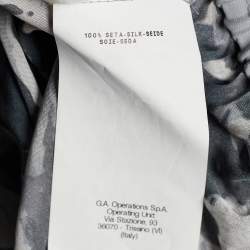 100% SETA-SILK-SEIDE
SOIE-SEDA
G.A. Operations S.p.A.
Operating Unit
Via Stazione, 93
36070 - Trissino (VI)
(Italy)